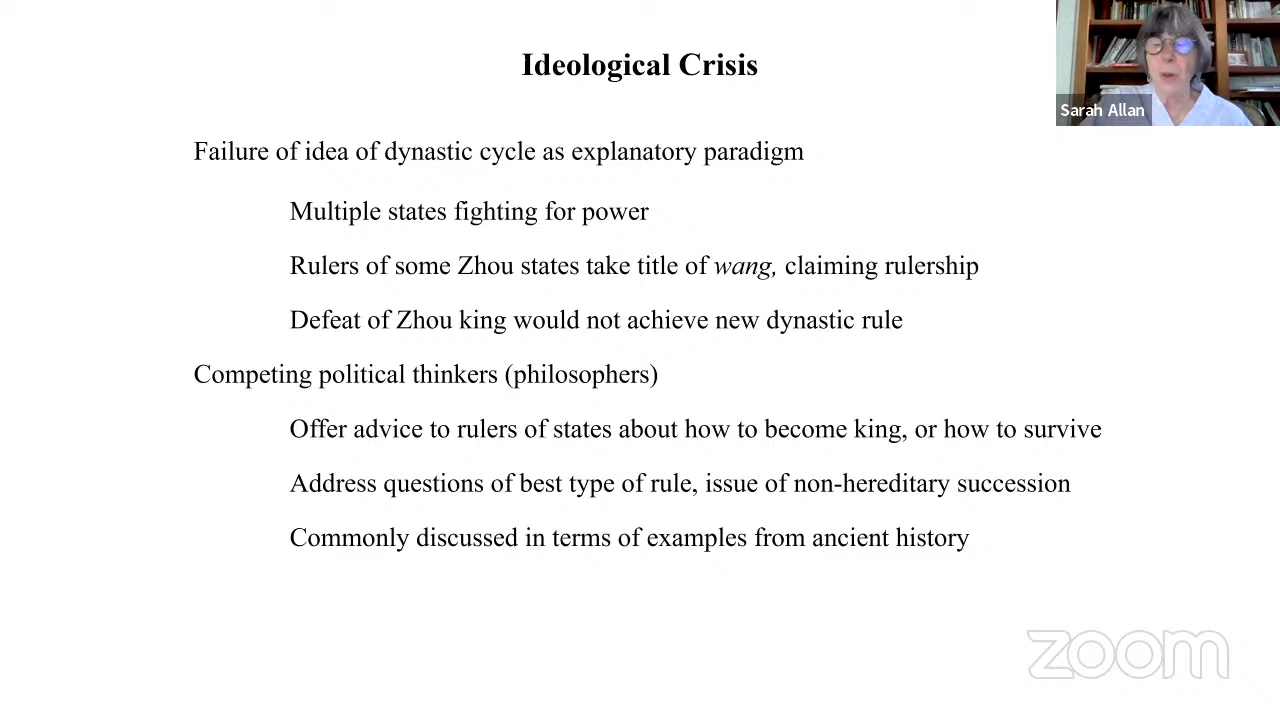 Ideological Crisis
Sarah Allan
Failure of idea of dynastic cycle as explanatory paradigm
Multiple states fighting for power
Rulers of some Zhou states take title of wang, claiming rulership
Defeat of Zhou king would not achieve new dynastic rule
Competing political thinkers (philosophers)
Offer advice to rulers of states about how to become king, or how to survive
Address questions of best type of rule, issue of non-hereditary succession
Commonly discussed in terms of examples from ancient history
zoom